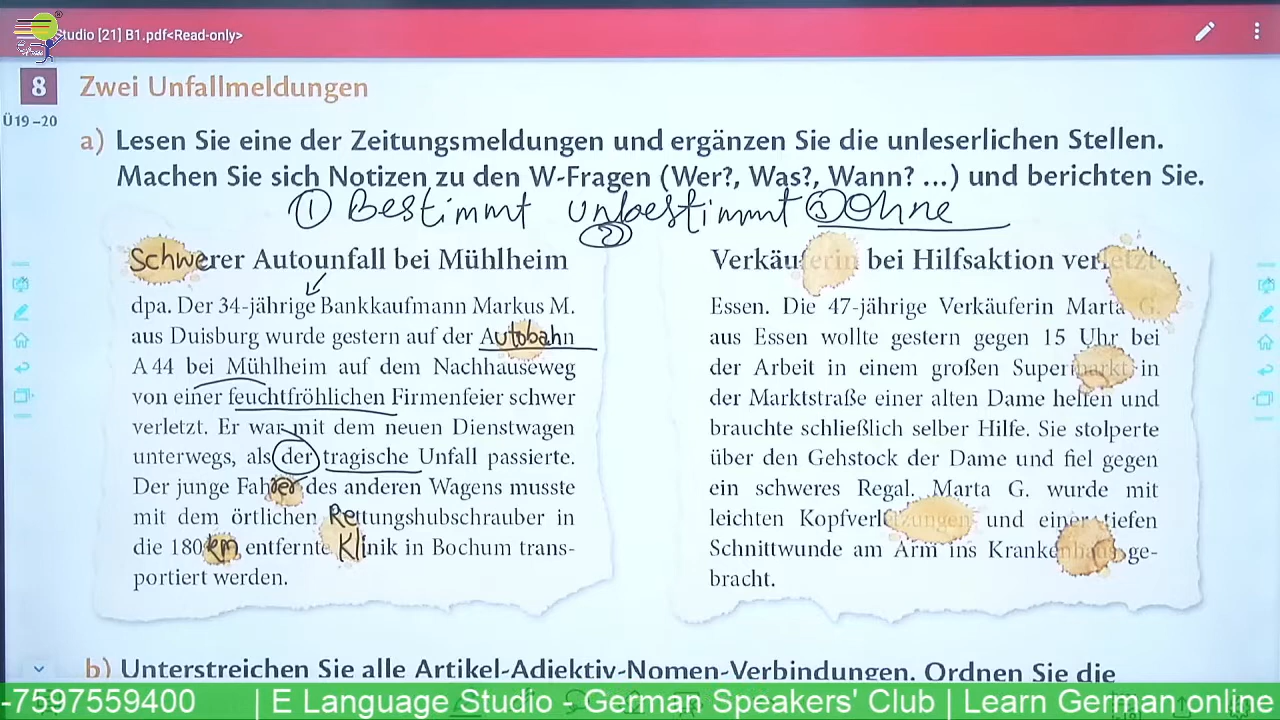 Studio [21] B1.pdf<Read-only>
8 Zwei Unfallmeldungen
Ü 19–20
a) Lesen Sie eine der Zeitungsmeldungen und ergänzen Sie die unleserlichen Stellen.
Machen Sie sich Notizen zu den W-Fragen (Wer?, Was?, Wann? ...) und berichten Sie.
① Bestimmt unbestimmt ③ Ohne
②
Schwerer Autounfall bei Mühlheim
dpa. Der 34-jährige Bankkaufmann Markus M.
aus Duisburg wurde gestern auf der Autobahn
A 44 bei Mühlheim auf dem Nachhauseweg
von einer feuchtfröhlichen Firmenfeier schwer
verletzt. Er war mit dem neuen Dienstwagen
unterwegs, als der tragische Unfall passierte.
Der junge Fahrer des anderen Wagens musste
mit dem örtlichen Rettungshubschrauber in
die 180 km entfernte Klinik in Bochum trans-
portiert werden.
Verkäuferin bei Hilfsaktion verletzt
Essen. Die 47-jährige Verkäuferin Marta G.
aus Essen wollte gestern gegen 15 Uhr bei
der Arbeit in einem großen Supermarkt in
der Marktstraße einer alten Dame helfen und
brauchte schließlich selber Hilfe. Sie stolperte
über den Gehstock der Dame und fiel gegen
ein schweres Regal. Marta G. wurde mit
leichten Kopfverletzungen und einer tiefen
Schnittwunde am Arm ins Krankenhaus ge-
bracht.
b) Unterstreichen Sie alle Artikel-Adjektiv-Nomen-Verbindungen. Ordnen Sie die
-7597559400 | E Language Studio - German Speakers' Club | Learn German online